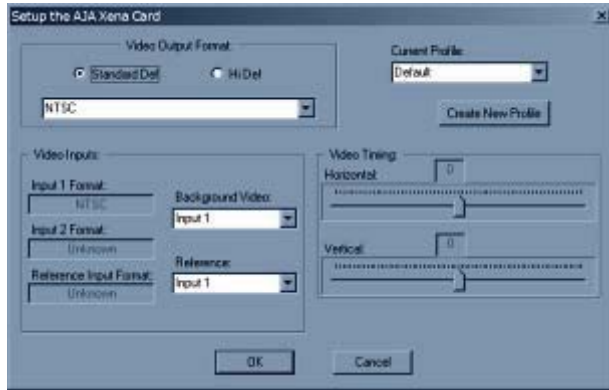 Setup the AJA Xena Card
Video Output Format:
Standard Def
Hi Def
NTSC
Current Profile:
Default
Create New Profile
Video Inputs:
Input 1 Format:
NTSC
Input 2 Format:
Unknown
Reference Input Format:
Unknown
Background Video:
Input 1
Reference:
Input 1
Video Timing:
Horizontal:
0
Vertical:
0
OK
Cancel